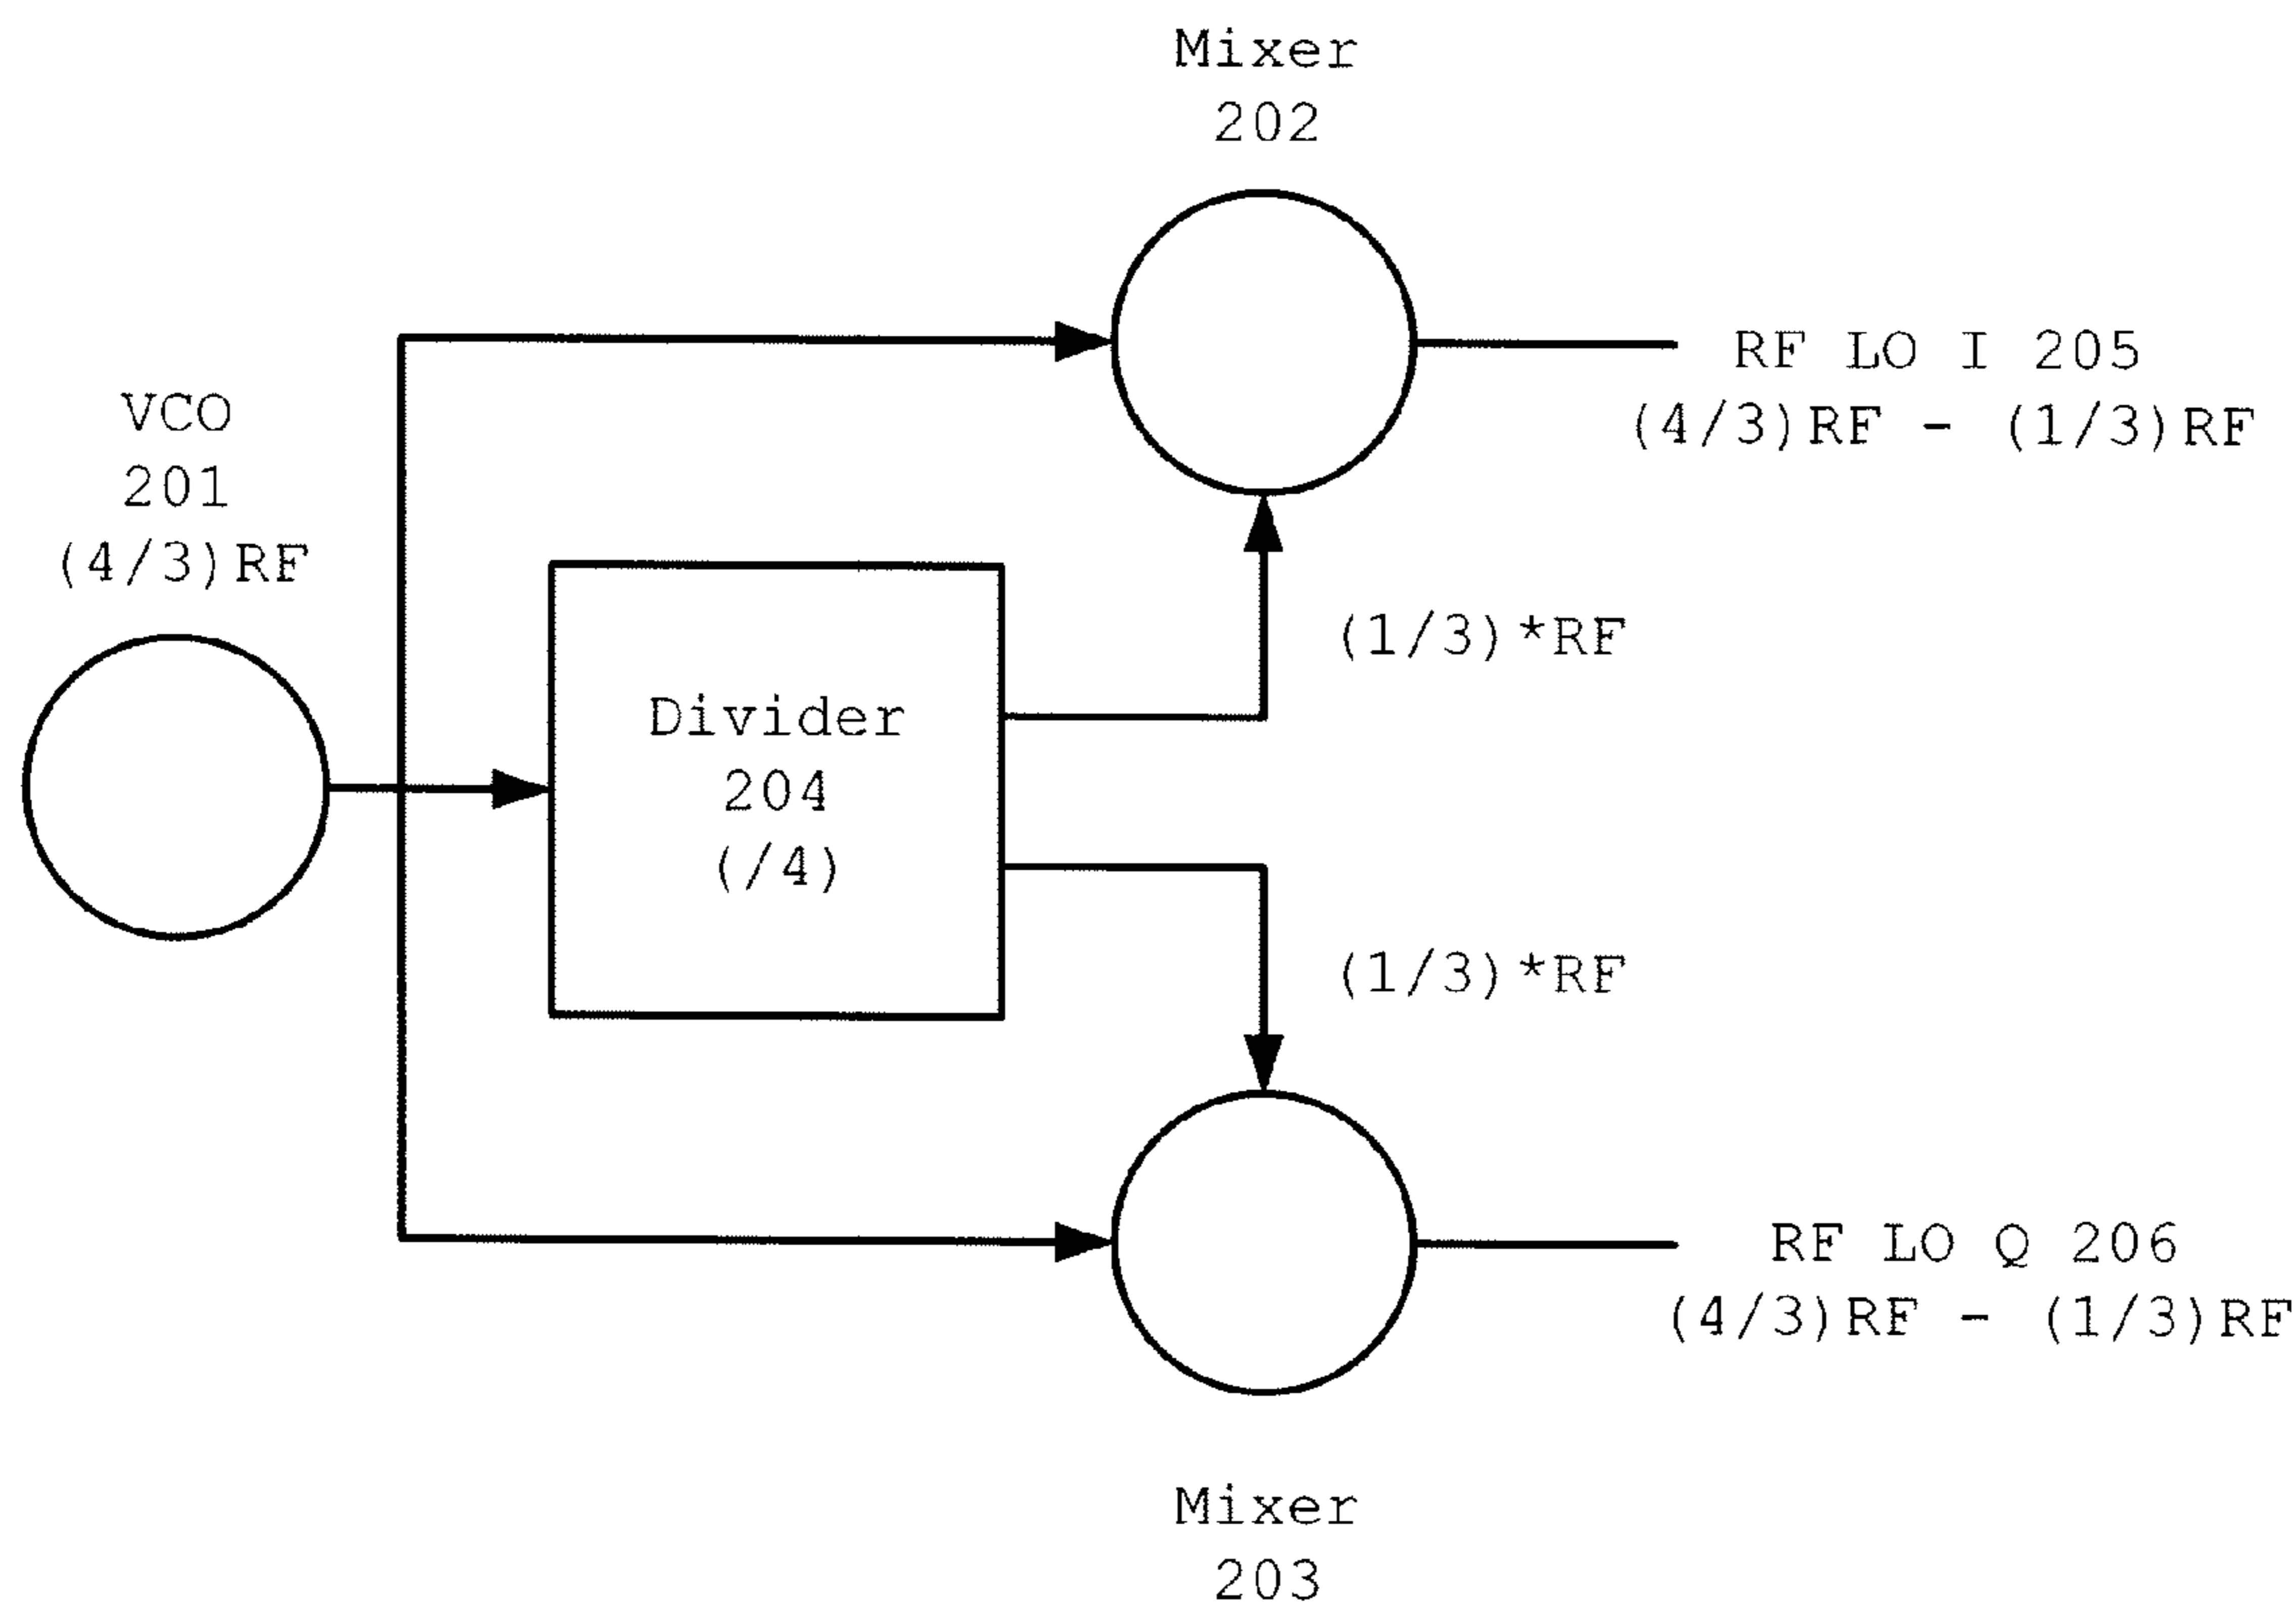 Mixer
202
RF LO I 205
(4/3)RF - (1/3)RF
VCO
201
(4/3)RF
(1/3)*RF
Divider
204
(/4)
(1/3)*RF
RF LO Q 206
(4/3)RF - (1/3)RF
Mixer
203